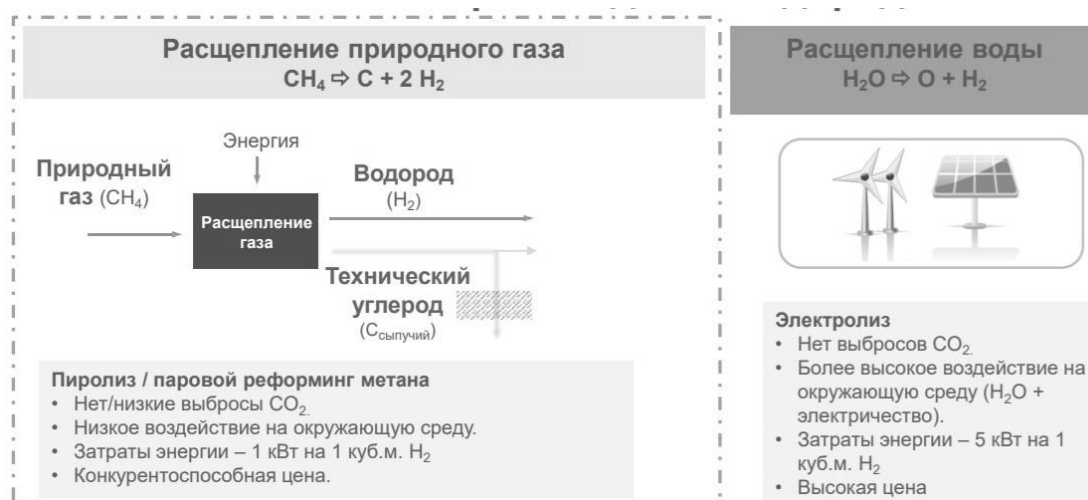 Расщепление природного газа
CH₄ ⇨ C + 2 H₂
Энергия
Природный
газ (CH₄)
Расщепление
газа
Водород
(H₂)
Технический
углерод
(Cсыпучий)
Пиролиз / паровой реформинг метана
• Нет/низкие выбросы CO₂.
• Низкое воздействие на окружающую среду.
• Затраты энергии – 1 кВт на 1 куб.м. H₂
• Конкурентоспособная цена.
Расщепление воды
H₂O ⇨ O + H₂
Электролиз
• Нет выбросов CO₂.
• Более высокое воздействие на
окружающую среду (H₂O +
электричество).
• Затраты энергии – 5 кВт на 1
куб.м. H₂
• Высокая цена